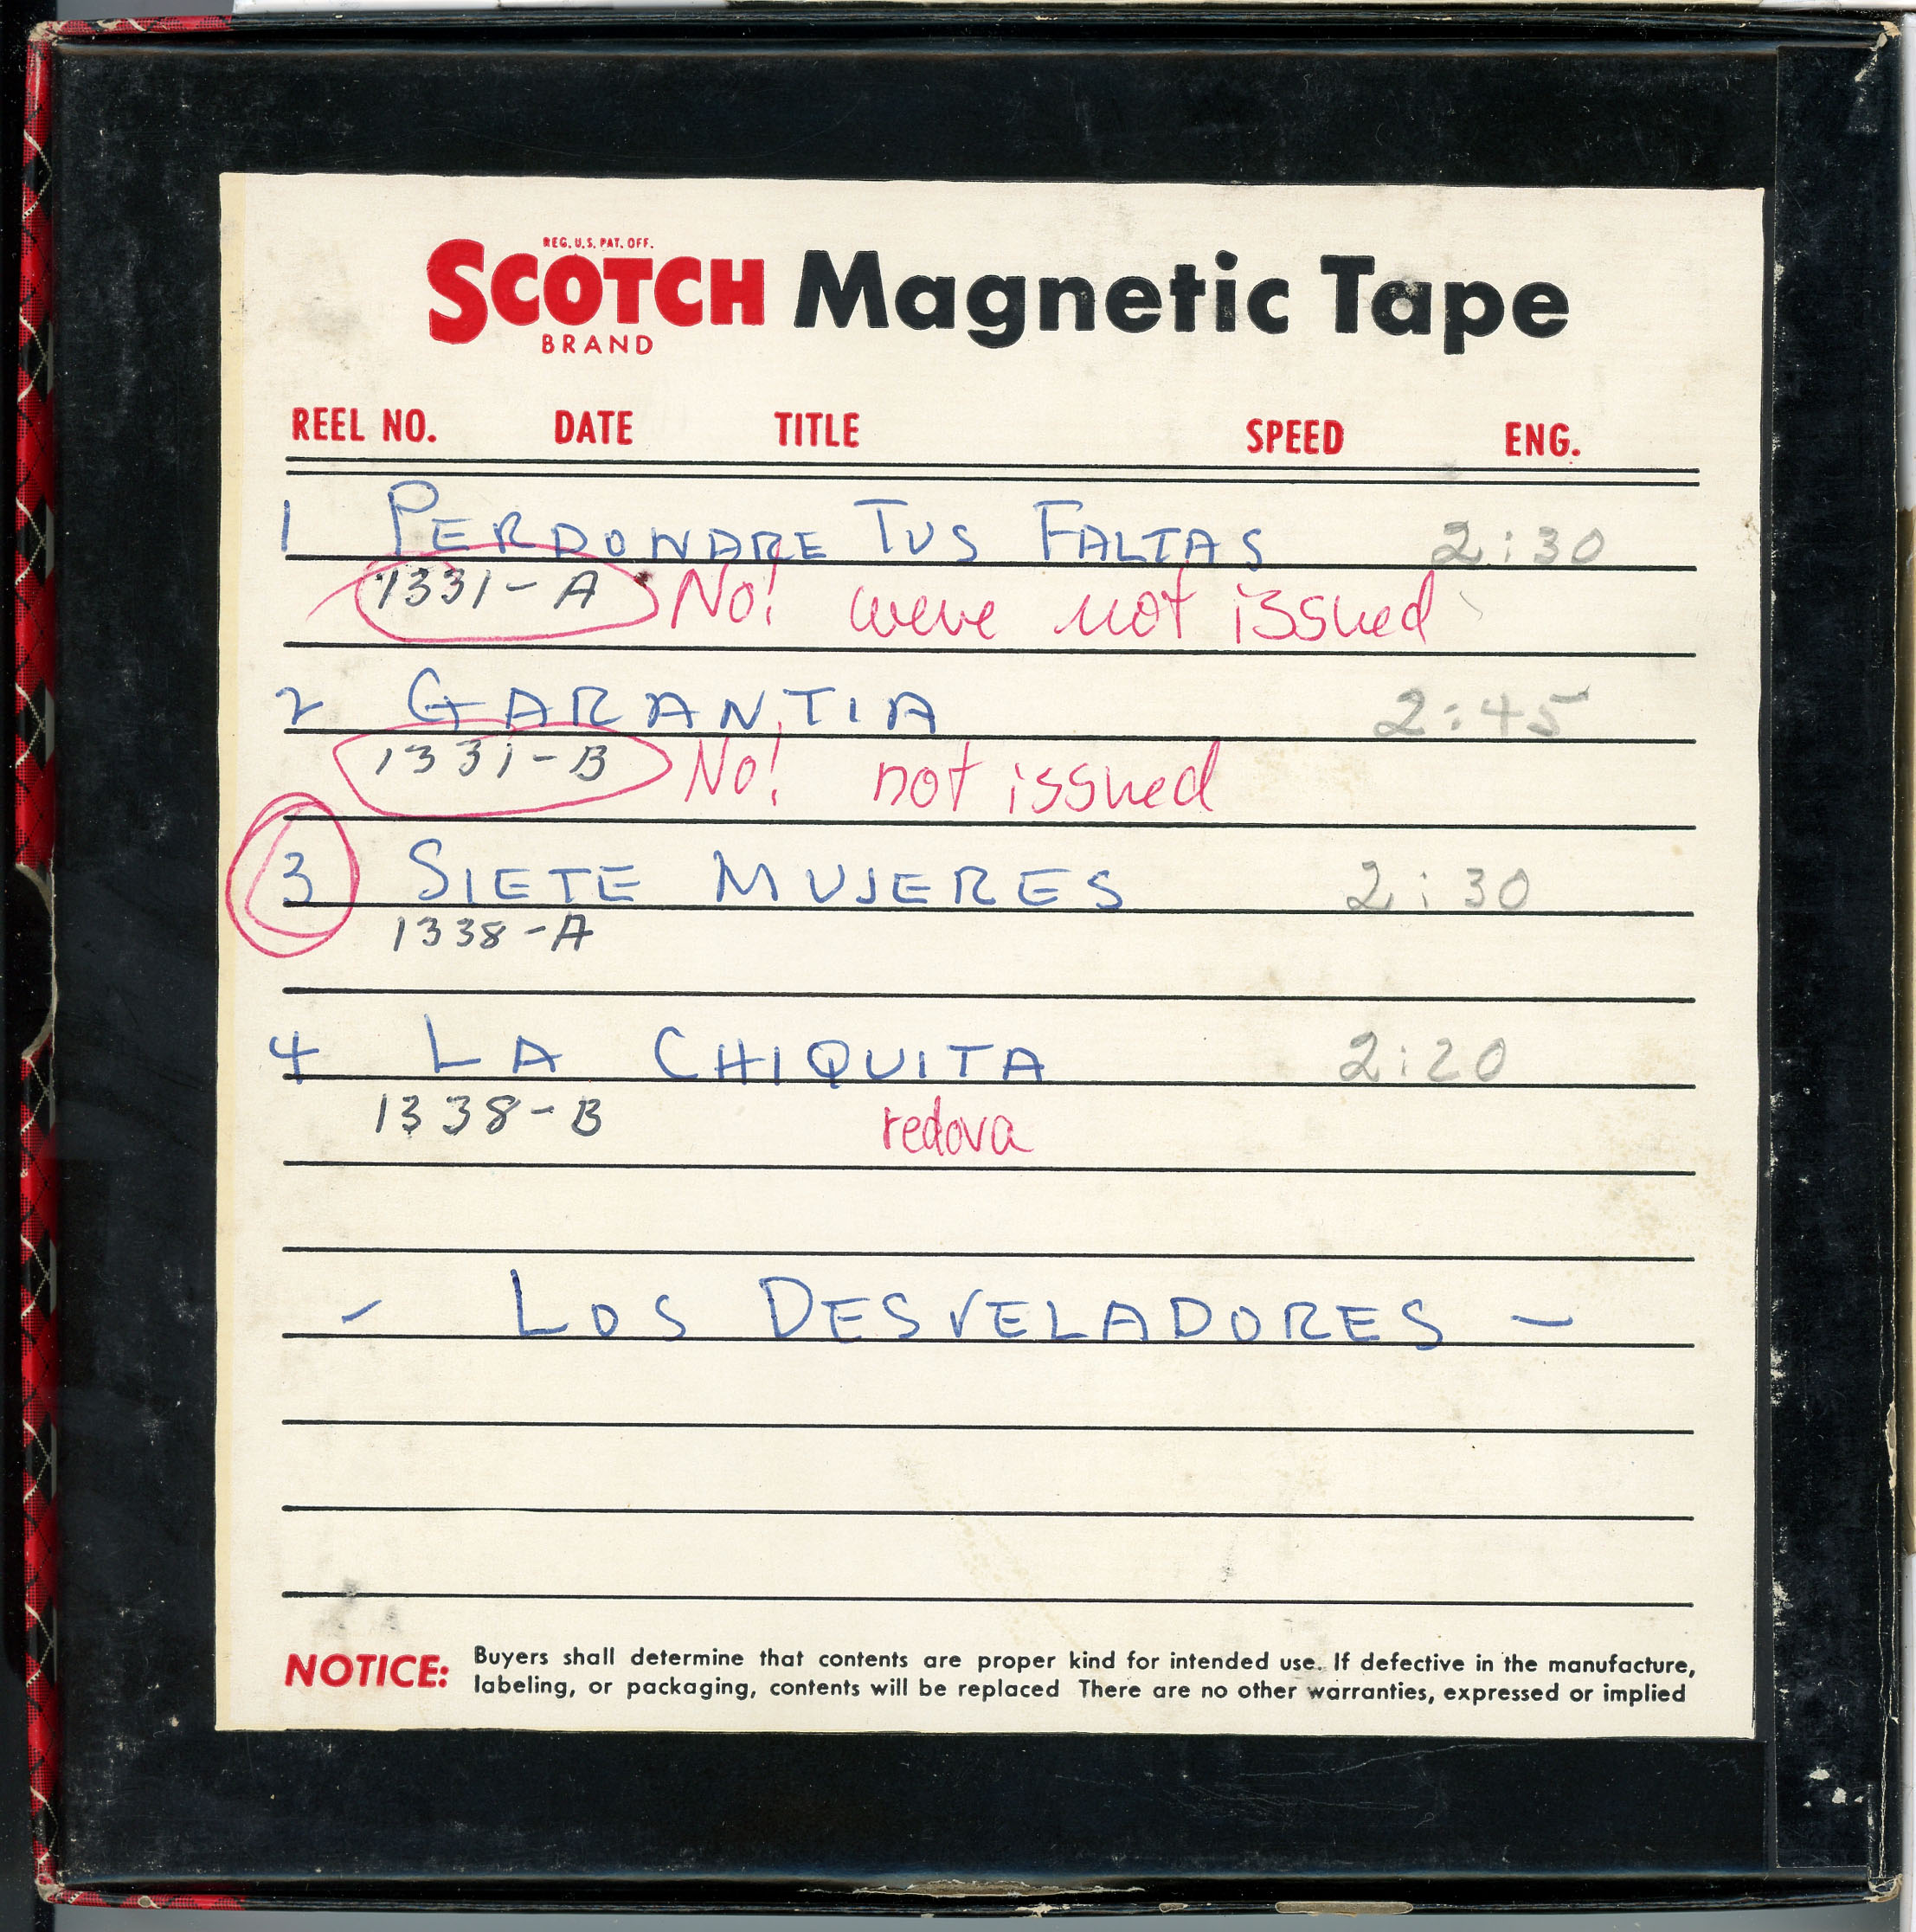 REG. U.S. PAT. OFF.
SCOTCH Magnetic Tape
BRAND
REEL NO. DATE TITLE SPEED ENG.
1 PERDONARE TUS FALTAS 2:30
1331-A No! were not issued
2 GARANTIA 2:45
1331-B No! not issued
3 SIETE MUJERES 2:30
1338-A
4 LA CHIQUITA 2:20
1338-B redova
- LOS DESVELADORES -
NOTICE: Buyers shall determine that contents are proper kind for intended use. If defective in the manufacture,
labeling, or packaging, contents will be replaced There are no other warranties, expressed or implied